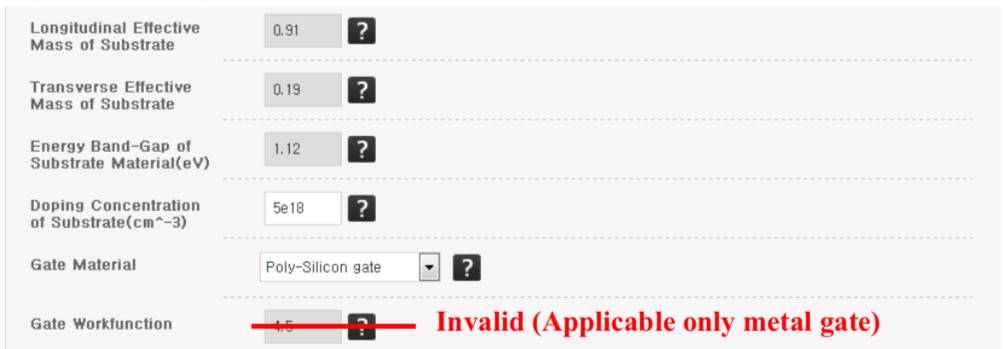 Longitudinal Effective
Mass of Substrate
0.91 ?
Transverse Effective
Mass of Substrate
0.19 ?
Energy Band-Gap of
Substrate Material(eV)
1.12 ?
Doping Concentration
of Substrate(cm^-3)
5e18 ?
Gate Material
Poly-Silicon gate ?
Gate Workfunction
4.5 ? Invalid (Applicable only metal gate)